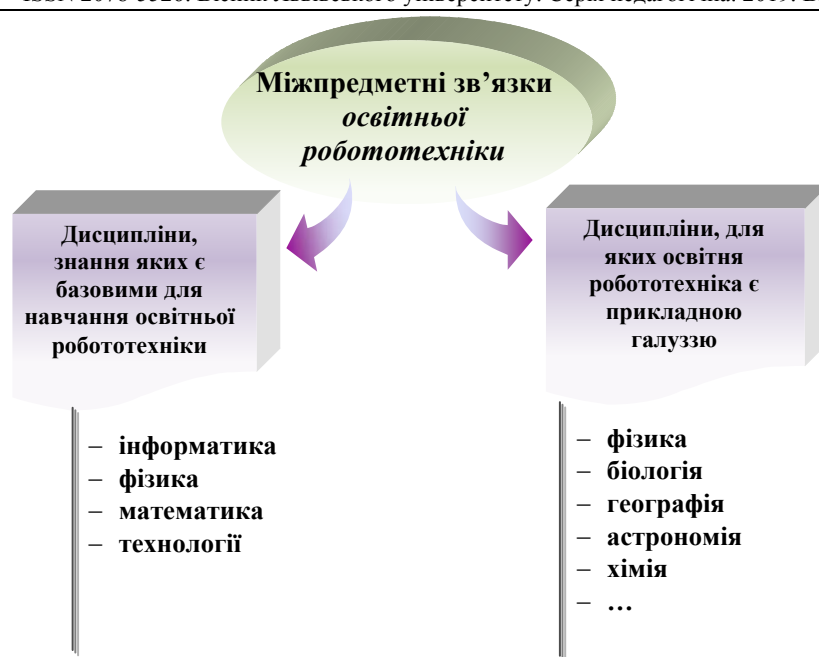 Міжпредметні зв’язки
освітньої
робототехніки
Дисципліни,
знання яких є
базовими для
навчання освітньої
робототехніки
– інформатика
– фізика
– математика
– технології
Дисципліни, для
яких освітня
робототехніка є
прикладною
галуззю
– фізика
– біологія
– географія
– астрономія
– хімія
– …